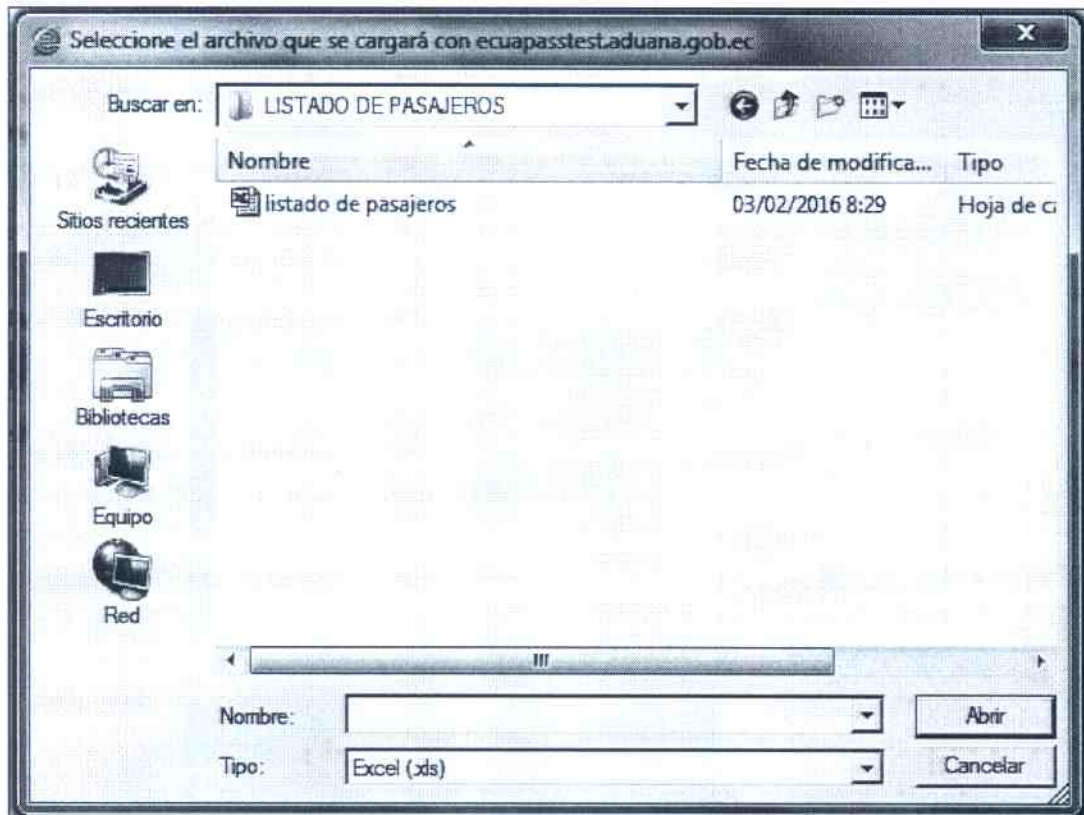 Seleccione el archivo que se cargará con ecuapasstest.aduana.gob.ec
Buscar en: LISTADO DE PASAJEROS
Nombre Fecha de modifica... Tipo
listado de pasajeros 03/02/2016 8:29 Hoja de
Sitios recientes
Escritorio
Bibliotecas
Equipo
Red
Nombre: Abrir
Tipo: Excel (.xls) Cancelar